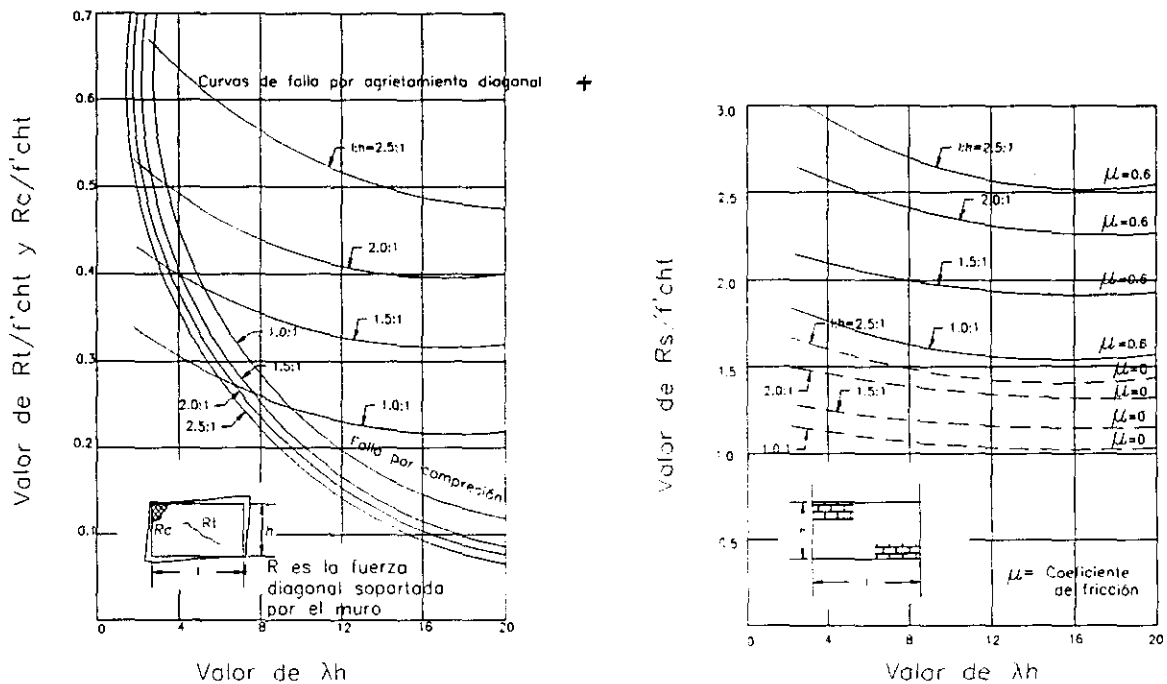 Valor de Rt/f'cht y Rc/f'cht
0.7
0.6
0.5
0.4
0.3
0.2
0.1
0
4
8
12
16
20
Valor de λh
Curvas de falla por agrietamiento diagonal
+
l:h=2.5:1
2.0:1
1.5:1
1.0:1
1.0:1
1.5:1
2.0:1
2.5:1
Falla por compresión
Rc
Rt
h
l
R es la fuerza
diagonal soportada
por el muro
Valor de Rs/f'cht
3.0
2.5
2.0
1.5
1.0
0.5
0
4
8
12
16
20
Valor de λh
l:h=2.5:1
μ=0.6
2.0:1
μ=0.6
1.5:1
μ=0.6
l:h=2.5:1
1.0:1
μ=0.6
μ=0
2.0:1
1.5:1
μ=0
μ=0
1.0:1
μ=0
μ= Coeficiente
de fricción